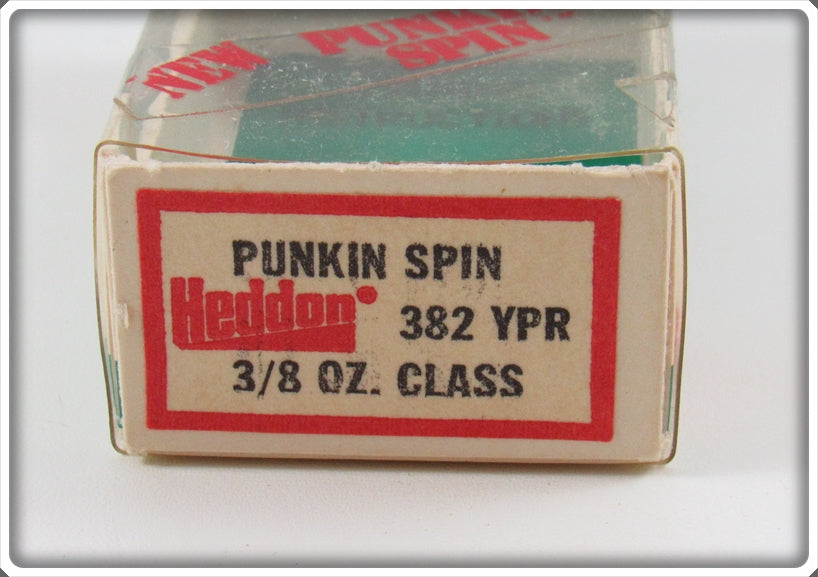 NEW PUNKIN
SPIN
PUNKIN SPIN
Heddon® 382 YPR
3/8 OZ. CLASS